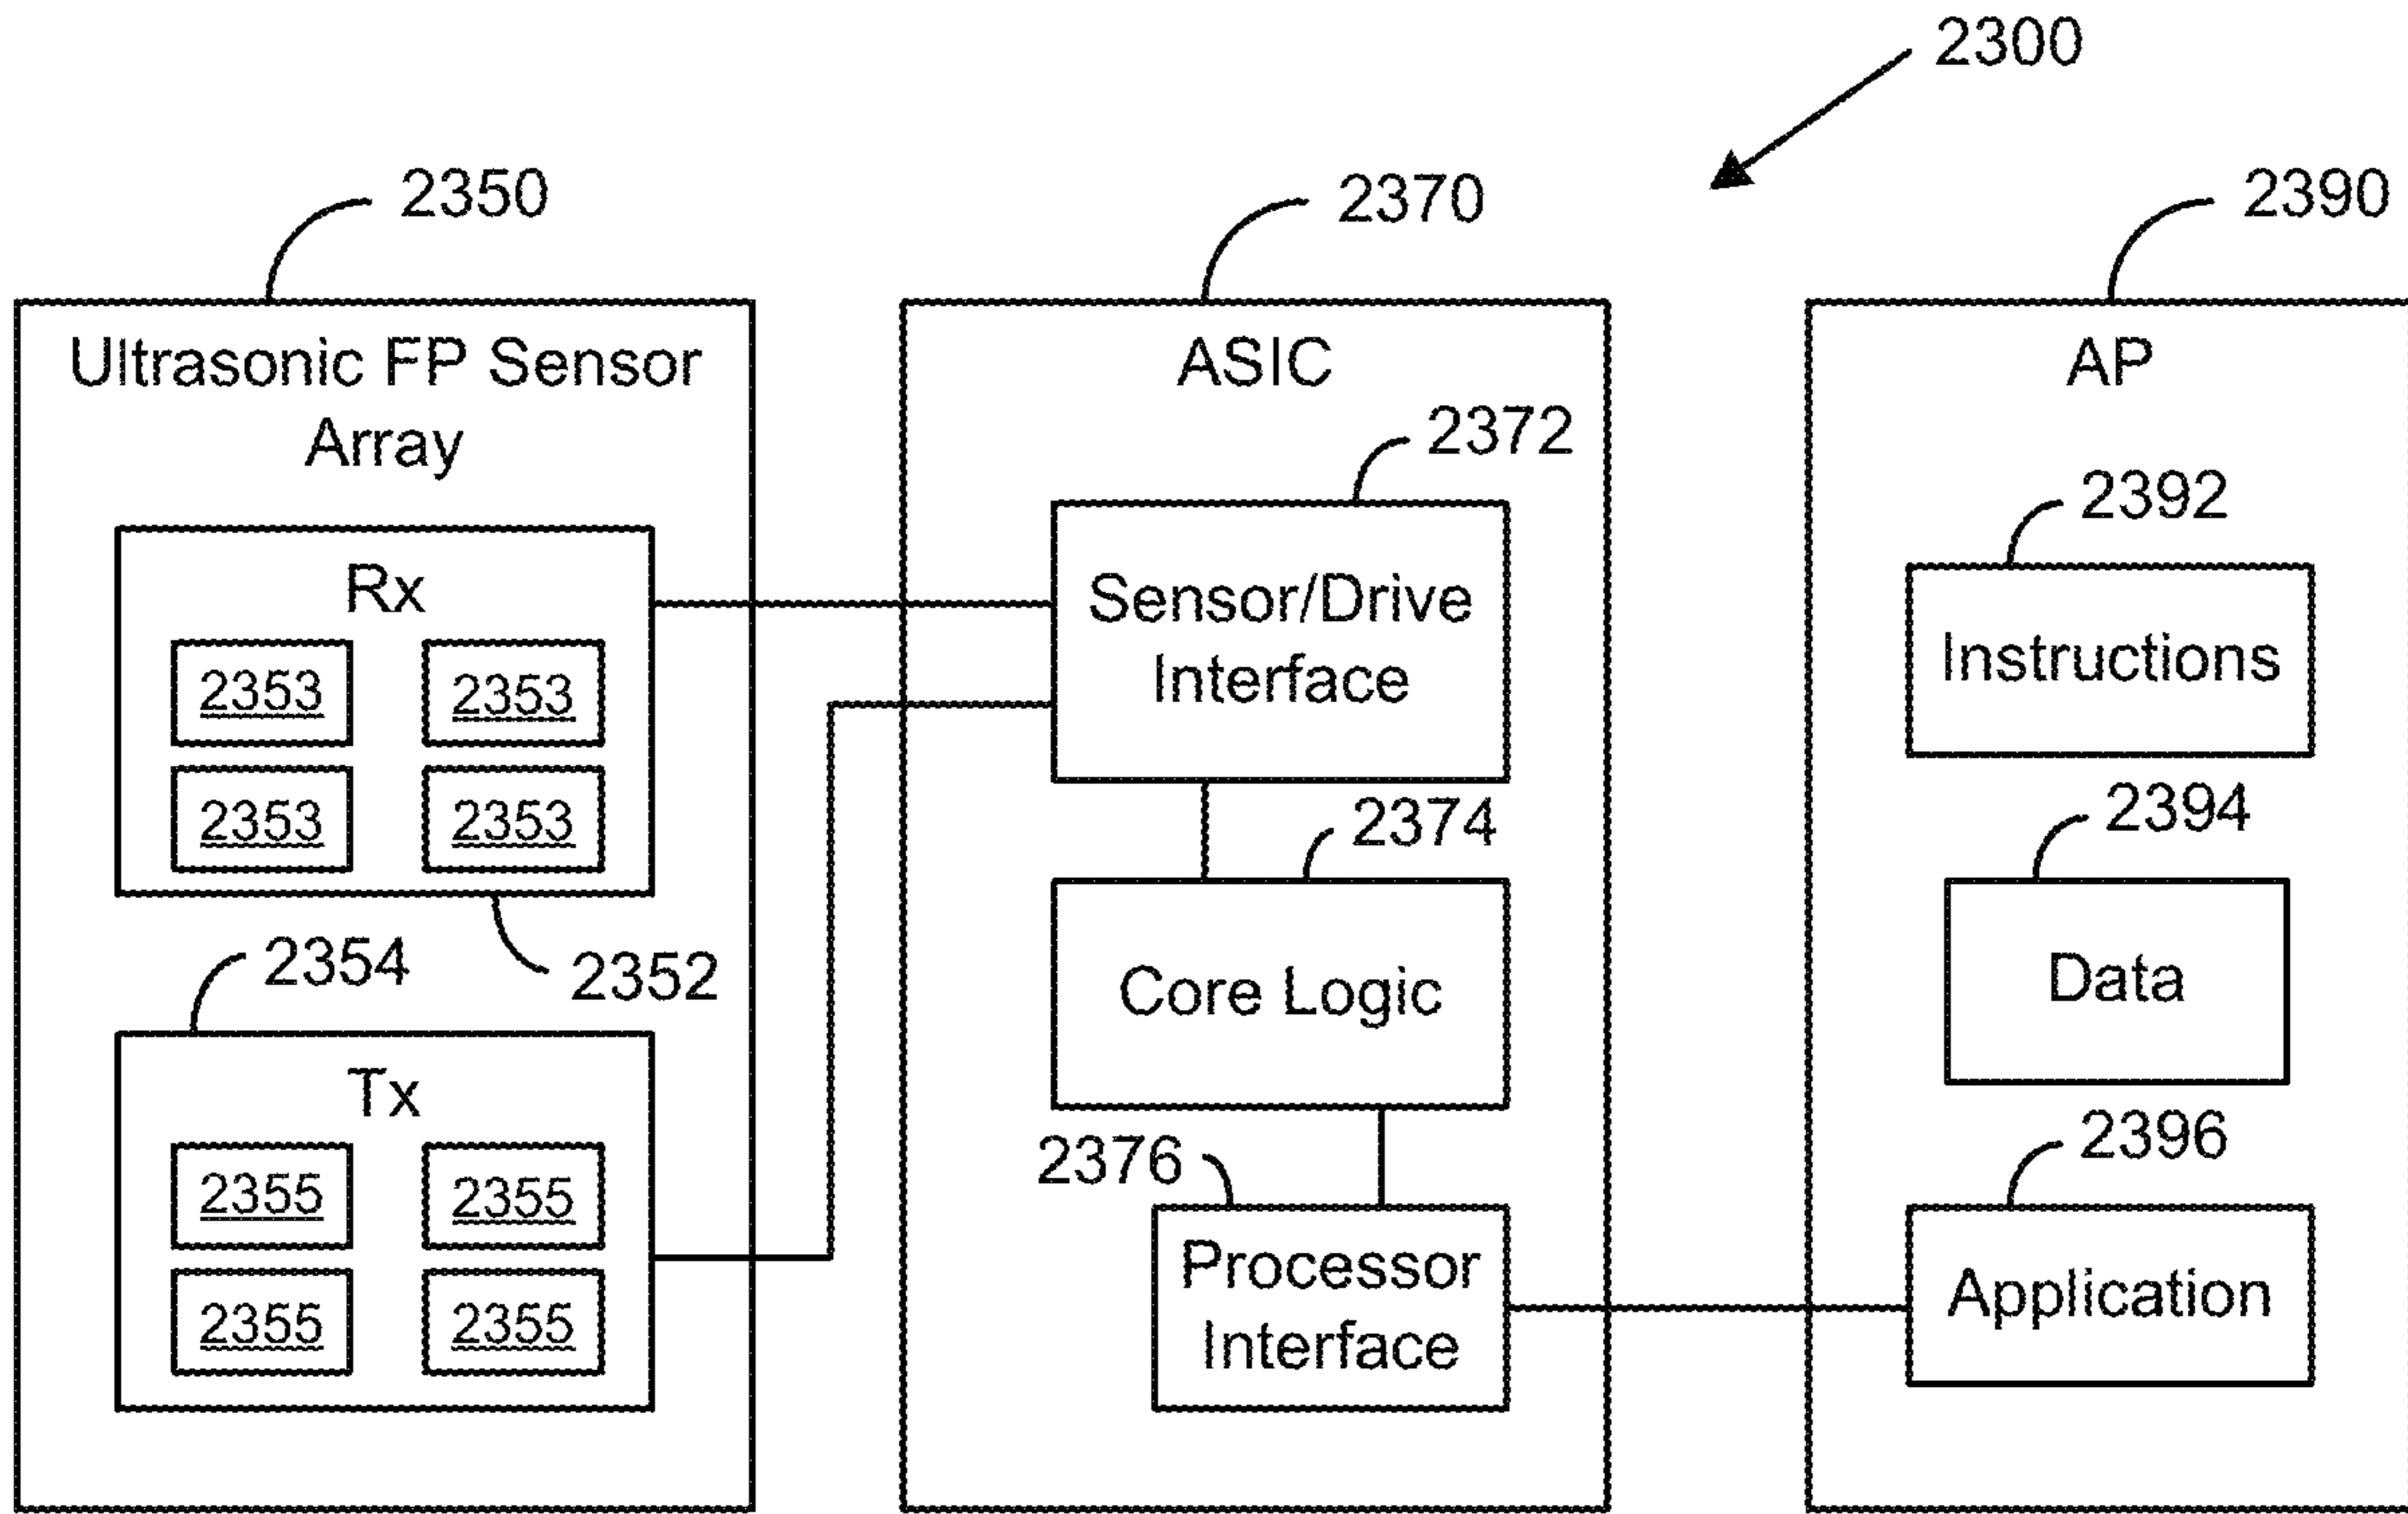 2300
2350
2370
2390
Ultrasonic FP Sensor
Array
ASIC
AP
2372
2392
Rx
2353
2353
2353
2353
2352
2354
Tx
2355
2355
2355
2355
Sensor/Drive
Interface
2374
Core Logic
2376
Processor
Interface
Instructions
2394
Data
2396
Application